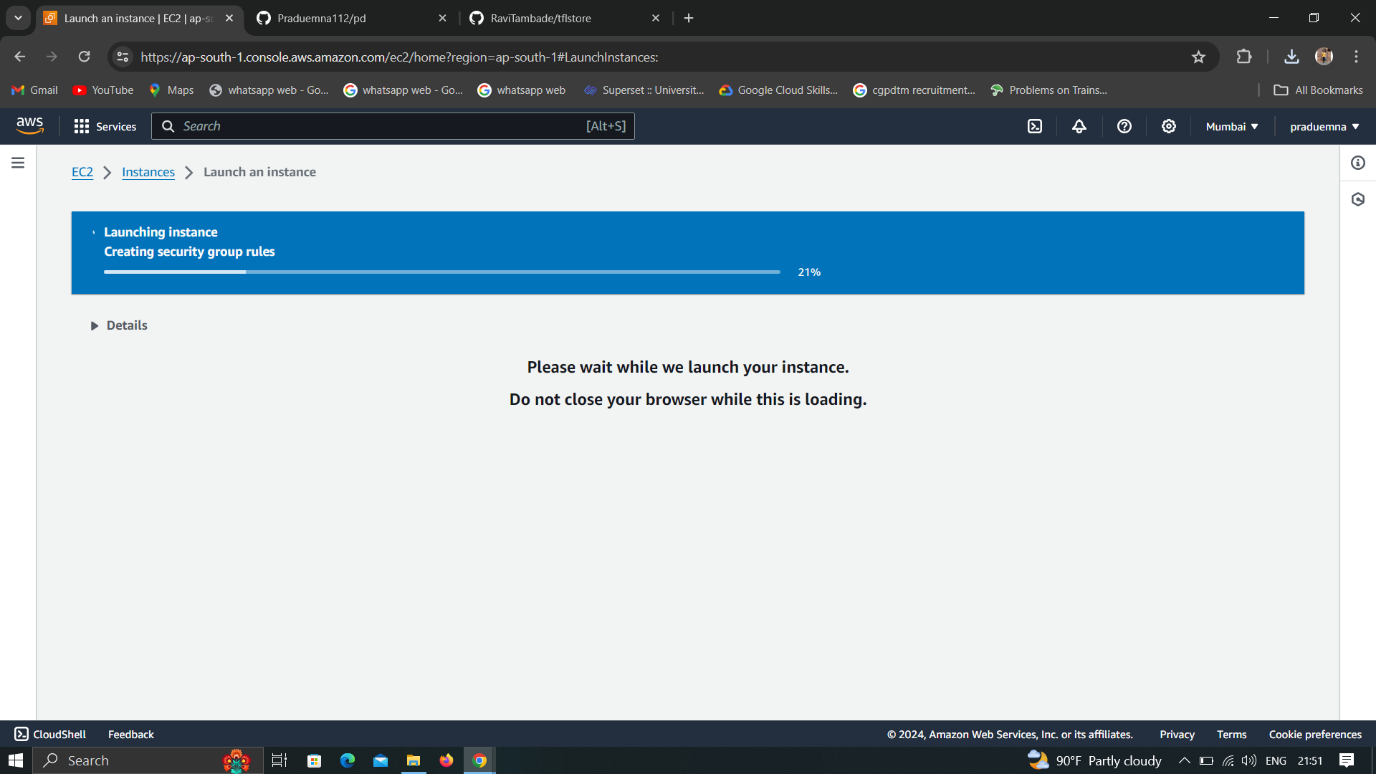 Launch an instance | EC2 | ap-s
Praduemna112/pd
RaviTambade/tflstore
https://ap-south-1.console.aws.amazon.com/ec2/home?region=ap-south-1#LaunchInstances:
Gmail
YouTube
Maps
whatsapp web - Go...
whatsapp web - Go...
whatsapp web
Superset :: Universit...
Google Cloud Skills...
cgpdtm recruitment...
Problems on Trains...
All Bookmarks
aws
Services
Search
[Alt+S]
Mumbai
praduemna
EC2
Instances
Launch an instance
Launching instance
Creating security group rules
21%
Details
Please wait while we launch your instance.
Do not close your browser while this is loading.
CloudShell
Feedback
© 2024, Amazon Web Services, Inc. or its affiliates.
Privacy
Terms
Cookie preferences
Search
90°F Partly cloudy
ENG
21:51